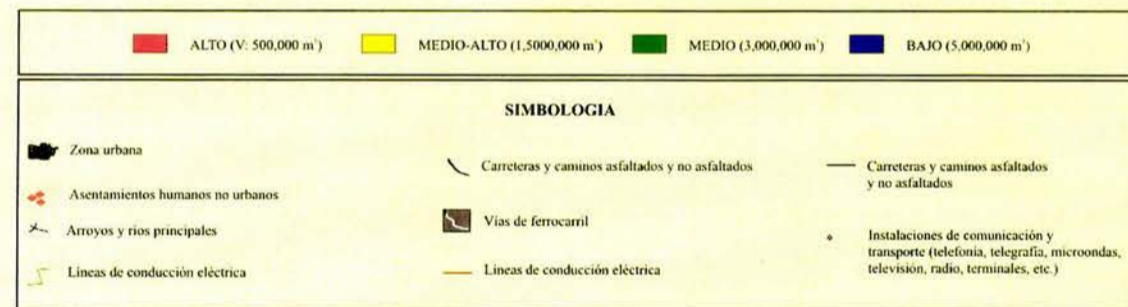 ALTO (V: 500,000 m³) MEDIO-ALTO (1,5000,000 m³) MEDIO (3,000,000 m³) BAJO (5,000,000 m³)
SIMBOLOGIA
Zona urbana
Asentamientos humanos no urbanos
Arroyos y rios principales
Lineas de conducción eléctrica
Carreteras y caminos asfaltados y no asfaltados
Vías de ferrocarril
Lineas de conducción eléctrica
Carreteras y caminos asfaltados
y no asfaltados
Instalaciones de comunicación y
transporte (telefonía, telegrafía, microondas,
televisión, radio, terminales, etc.)